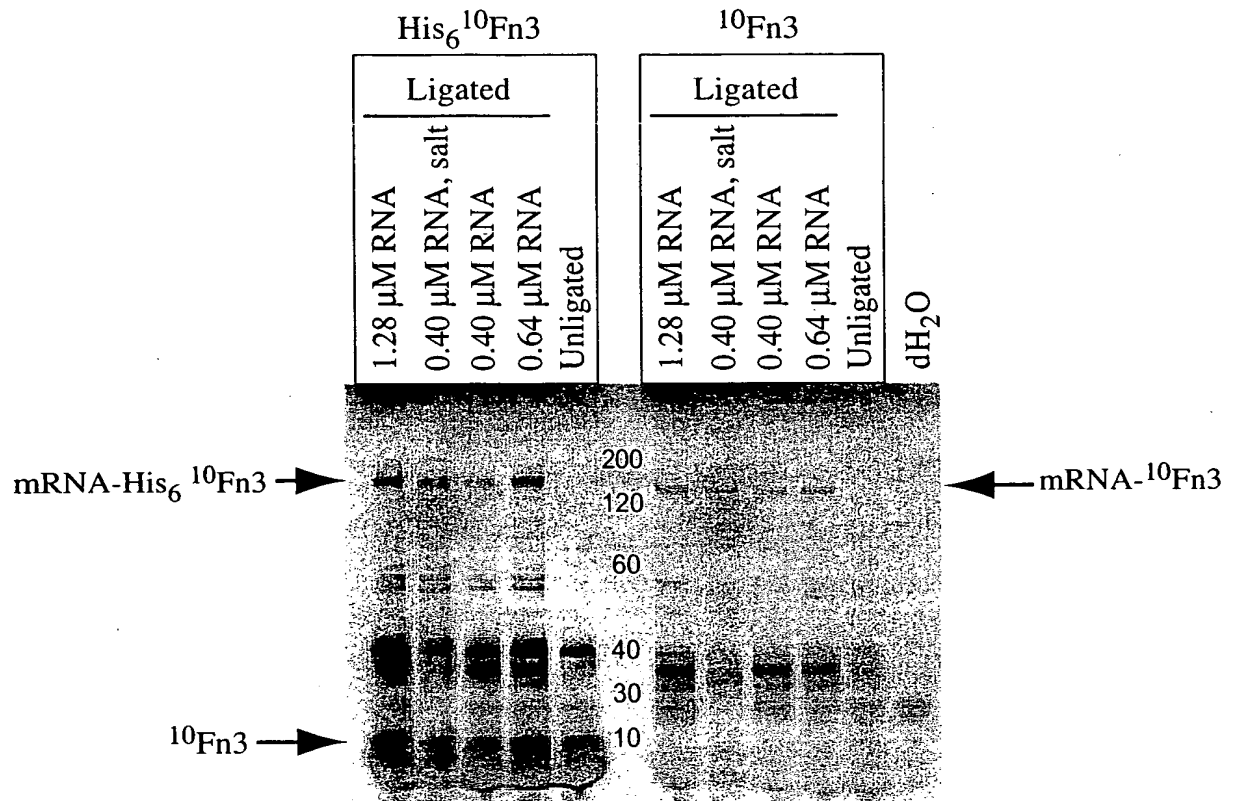 His₆¹⁰Fn3
¹⁰Fn3
Ligated
Ligated
1.28 µM RNA
0.40 µM RNA, salt
0.40 µM RNA
0.64 µM RNA
Unligated
1.28 µM RNA
0.40 µM RNA, salt
0.40 µM RNA
0.64 µM RNA
Unligated
dH₂O
mRNA-His₆ ¹⁰Fn3
200
mRNA-¹⁰Fn3
120
60
40
30
¹⁰Fn3
10